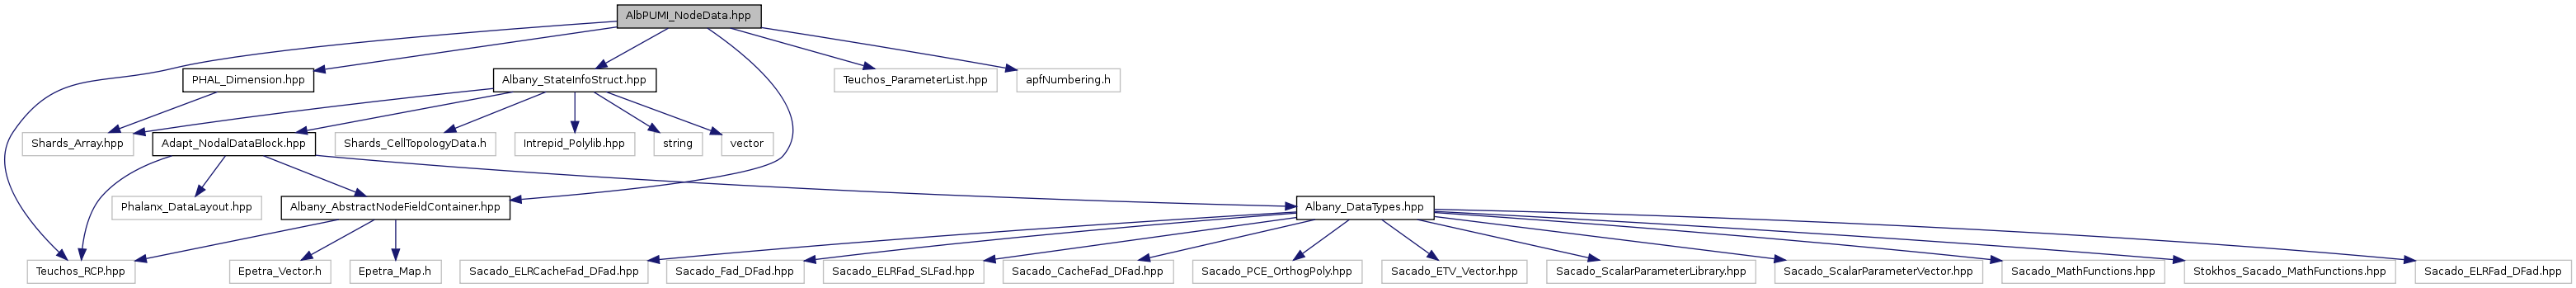 AlbPUMI_NodeData.hpp
PHAL_Dimension.hpp
Albany_StateInfoStruct.hpp
Teuchos_ParameterList.hpp
apfNumbering.h
Shards_Array.hpp
Adapt_NodalDataBlock.hpp
Shards_CellTopologyData.h
Intrepid_Polylib.hpp
string
vector
Phalanx_DataLayout.hpp
Albany_AbstractNodeFieldContainer.hpp
Albany_DataTypes.hpp
Teuchos_RCP.hpp
Epetra_Vector.h
Epetra_Map.h
Sacado_ELRCacheFad_DFad.hpp
Sacado_Fad_DFad.hpp
Sacado_ELRFad_SLFad.hpp
Sacado_CacheFad_DFad.hpp
Sacado_PCE_OrthogPoly.hpp
Sacado_ETV_Vector.hpp
Sacado_ScalarParameterLibrary.hpp
Sacado_ScalarParameterVector.hpp
Sacado_MathFunctions.hpp
Stokhos_Sacado_MathFunctions.hpp
Sacado_ELRFad_DFad.hpp